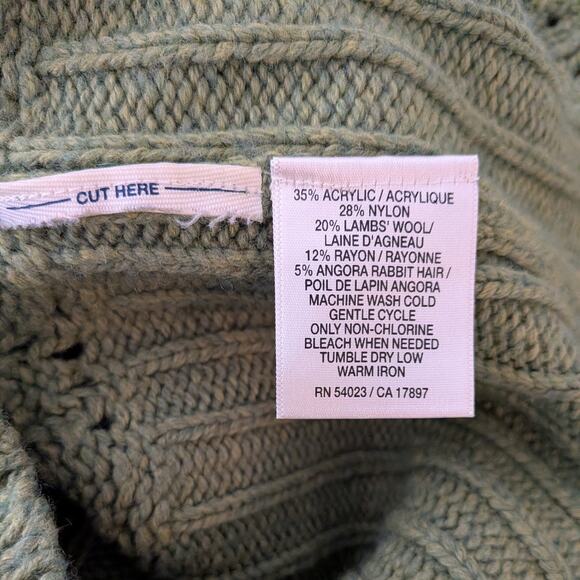 CUT HERE
35% ACRYLIC / ACRYLIQUE
28% NYLON
20% LAMBS' WOOL/
LAINE D'AGNEAU
12% RAYON / RAYONNE
5% ANGORA RABBIT HAIR /
POIL DE LAPIN ANGORA
MACHINE WASH COLD
GENTLE CYCLE
ONLY NON-CHLORINE
BLEACH WHEN NEEDED
TUMBLE DRY LOW
WARM IRON
RN 54023 / CA 17897